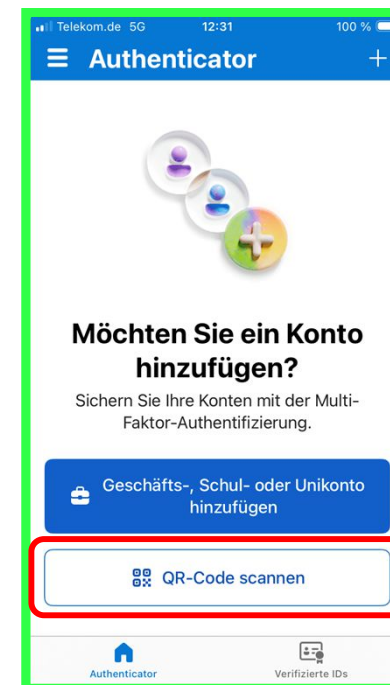 Telekom.de 5G 12:31 100 %
Authenticator
Möchten Sie ein Konto
hinzufügen?
Sichern Sie Ihre Konten mit der Multi-
Faktor-Authentifizierung.
Geschäfts-, Schul- oder Unikonto
hinzufügen
QR-Code scannen
Authenticator Verifizierte IDs